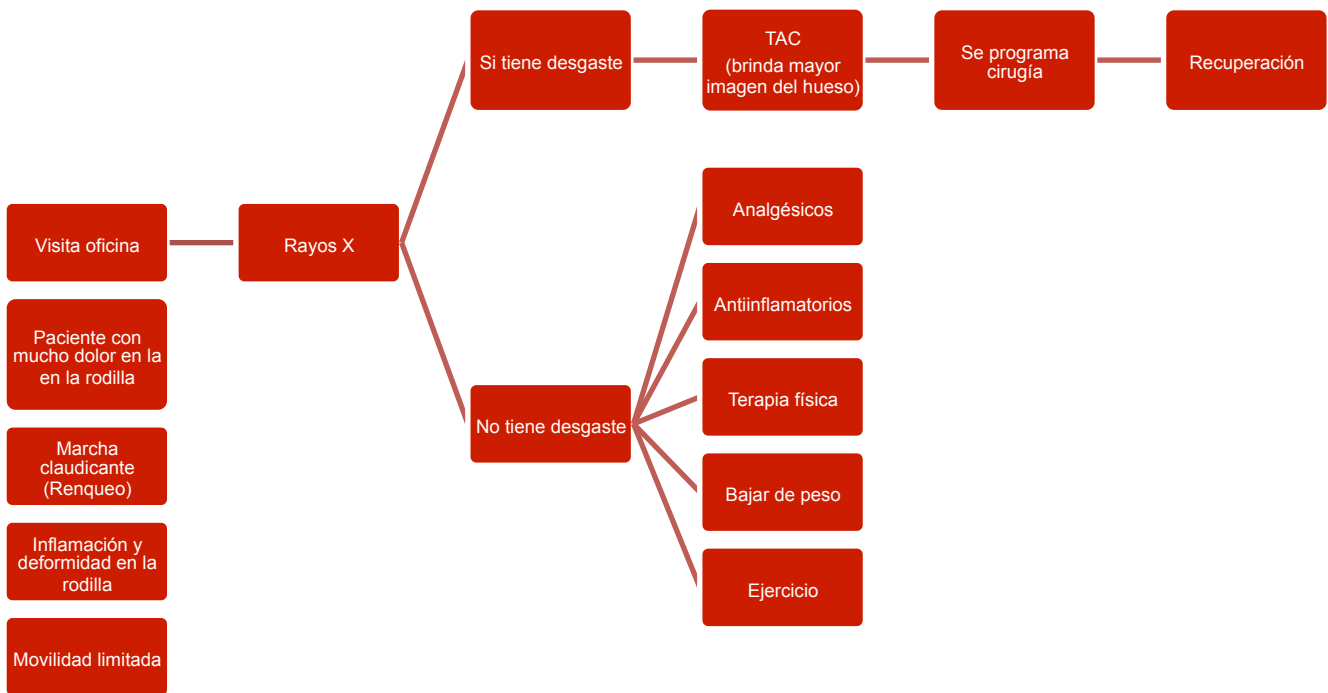 Si tiene desgaste
TAC
(brinda mayor
imagen del hueso)
Se programa
cirugía
Recuperación
Visita oficina
Rayos X
Paciente con
mucho dolor en la
en la rodilla
Marcha
claudicante
(Renqueo)
Inflamación y
deformidad en la
rodilla
Movilidad limitada
No tiene desgaste
Analgésicos
Antiinflamatorios
Terapia física
Bajar de peso
Ejercicio